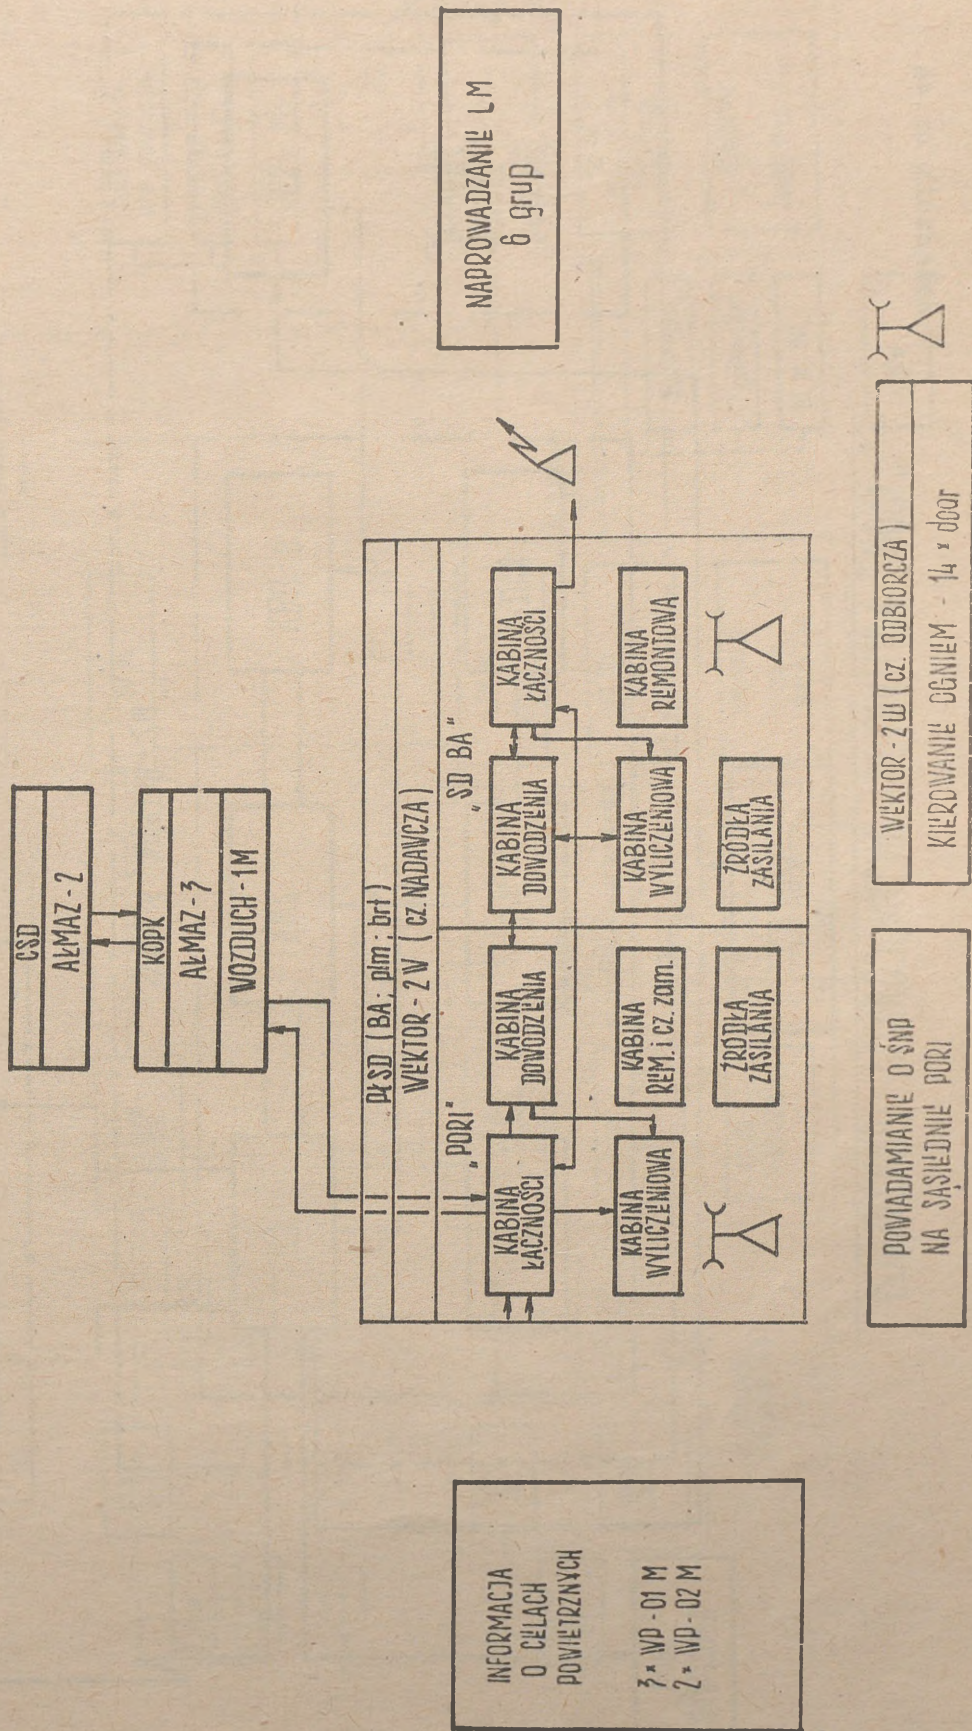 CSD
AŁMAZ-2
KOPK
AŁMAZ-3
WOZDUCH-1M
PŁSD (BA; plm; brt)
WEKTOR-2W (CZ. NADAWCZA)
„PORI"
„SD BA"
KABINA
ŁĄCZNOŚCI
KABINA
DOWODZENIA
KABINA
DOWODZENIA
KABINA
ŁĄCZNOŚCI
KABINA
WYLICZENIOWA
KABINA
REM. i CZ. ZAM.
KABINA
WYLICZENIOWA
KABINA
REMONTOWA
ŹRÓDŁA
ZASILANIA
ŹRÓDŁA
ZASILANIA
INFORMACJA
O CELACH
POWIETRZNYCH
3 x WP-01 M
2 x WP-02 M
NAPROWADZANIE LM
6 grup
POWIADAMIANIE O ŚNP
NA SĄSIEDNIE PORI
WEKTOR-2W (CZ. ODBIORCZA)
KIEROWANIE OGNIEM - 14 x door